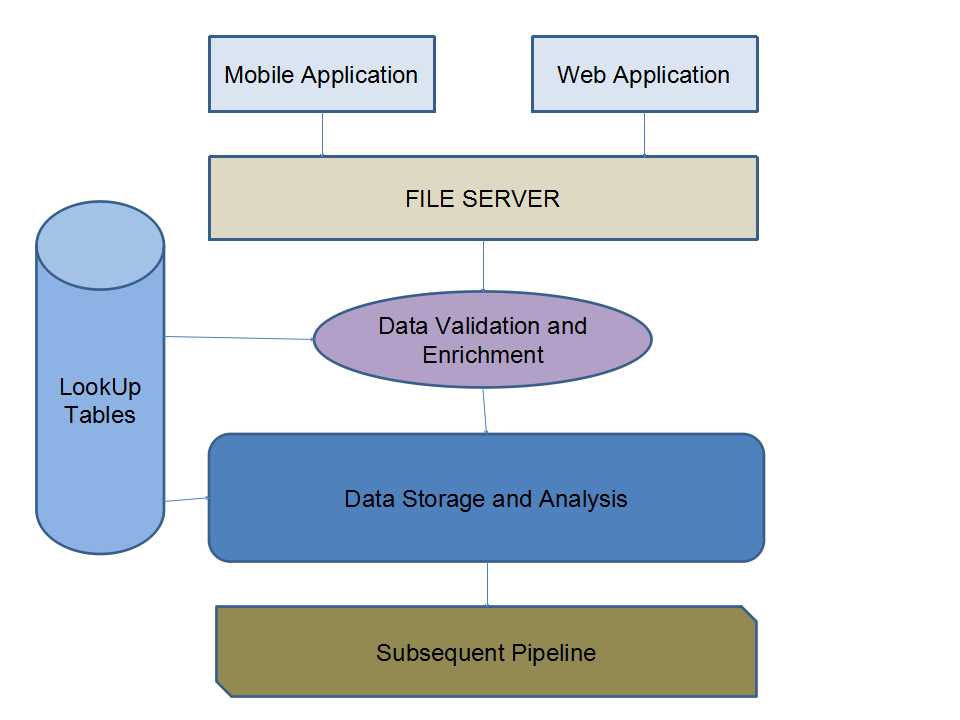 Mobile Application
Web Application
FILE SERVER
Data Validation and
Enrichment
LookUp
Tables
Data Storage and Analysis
Subsequent Pipeline